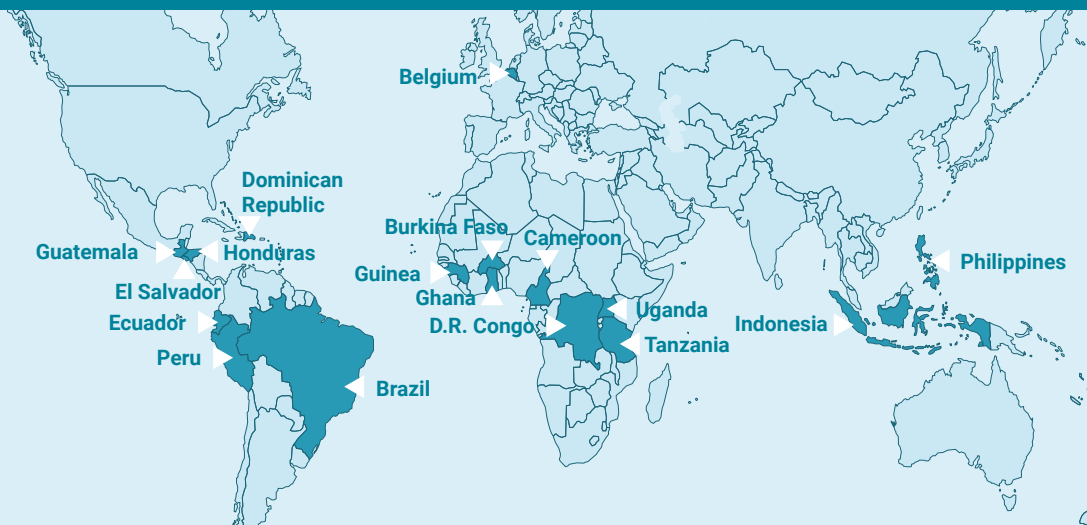 Belgium
Dominican
Republic
Burkina Faso
Cameroon
Guatemala
Honduras
Guinea
Philippines
El Salvador
Ghana
Uganda
Ecuador
D.R. Congo
Indonesia
Tanzania
Peru
Brazil